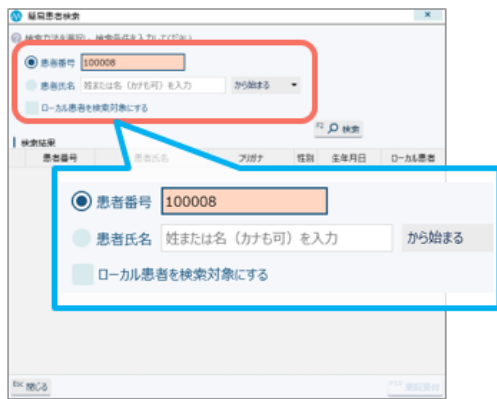 簡易患者検索
検索方法を選択し、検索条件を入力してください
患者番号 100008
患者氏名 姓または名（カナも可）を入力 から始まる
ローカル患者を検索対象にする
F2 検索
検索結果
患者番号 患者氏名 フリガナ 性別 生年月日 ローカル患者
患者番号 100008
患者氏名 姓または名（カナも可）を入力 から始まる
ローカル患者を検索対象にする
Esc 閉じる